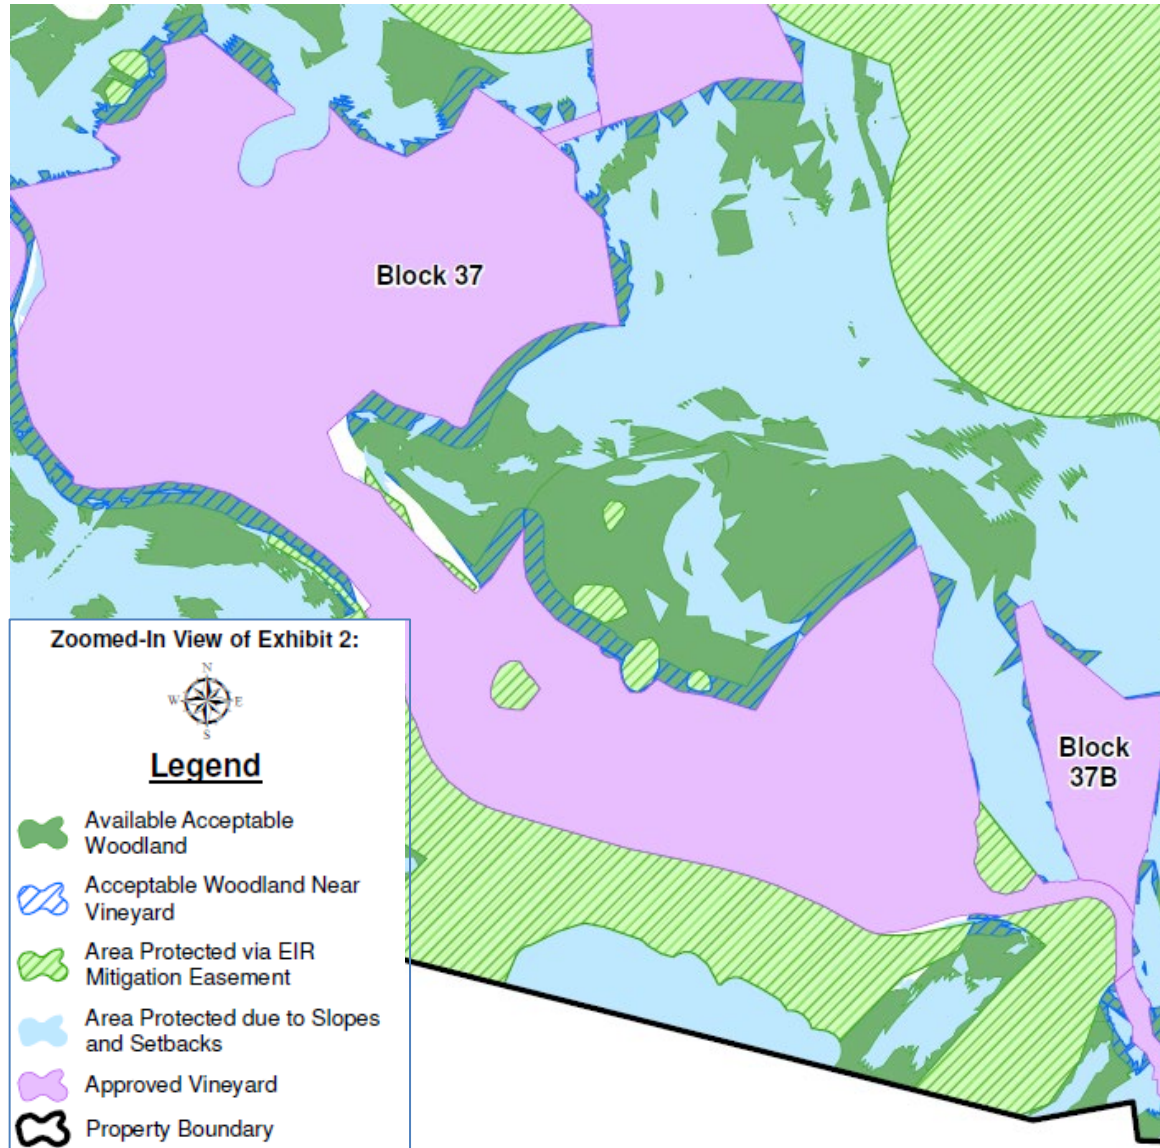 Block 37
Block
37B
Zoomed-In View of Exhibit 2:
N
W E
S
Legend
Available Acceptable
Woodland
Acceptable Woodland Near
Vineyard
Area Protected via EIR
Mitigation Easement
Area Protected due to Slopes
and Setbacks
Approved Vineyard
Property Boundary